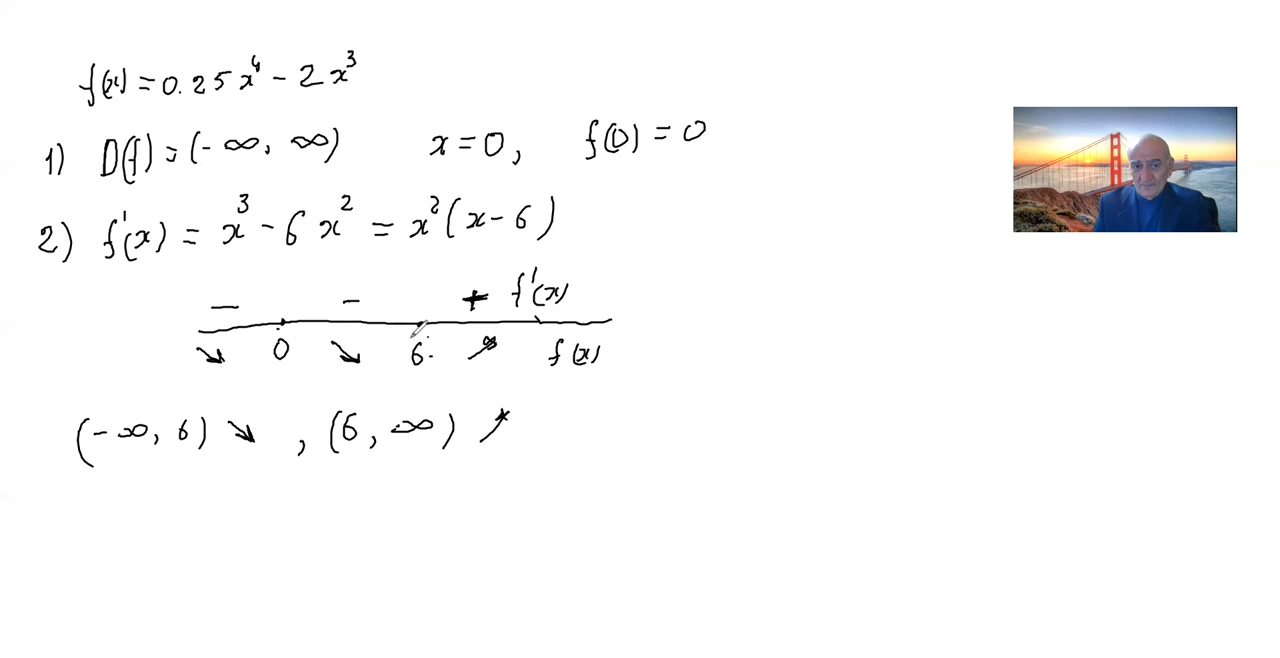 f(x) = 0.25x⁴ - 2x³
1) D(f) = (-∞, ∞) x = 0, f(0) = 0
2) f'(x) = x³ - 6x² = x²(x - 6)
- - + f'(x)
↘ 0 ↘ 6 ↗ f(x)
(-∞, 6) ↘ , (6, ∞) ↗